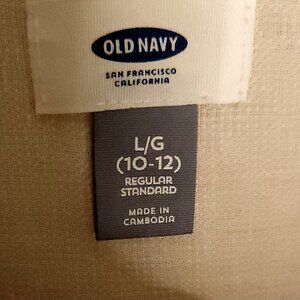 OLD NAVY
SAN FRANCISCO
CALIFORNIA
L/G
(10-12)
REGULAR
STANDARD
MADE IN
CAMBODIA